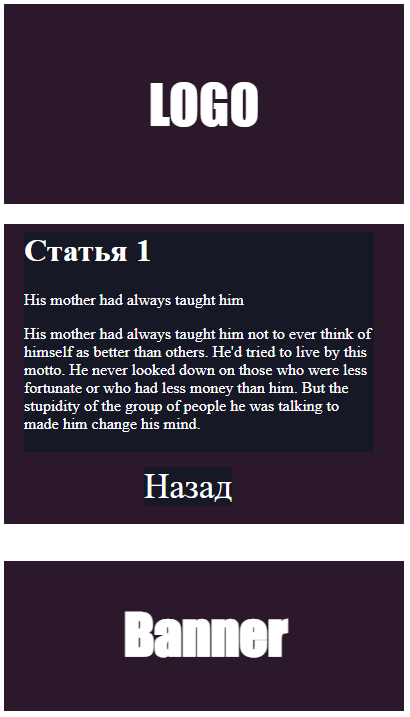 LOGO
Статья 1
His mother had always taught him
His mother had always taught him not to ever think of
himself as better than others. He'd tried to live by this
motto. He never looked down on those who were less
fortunate or who had less money than him. But the
stupidity of the group of people he was talking to
made him change his mind.
Назад
Banner